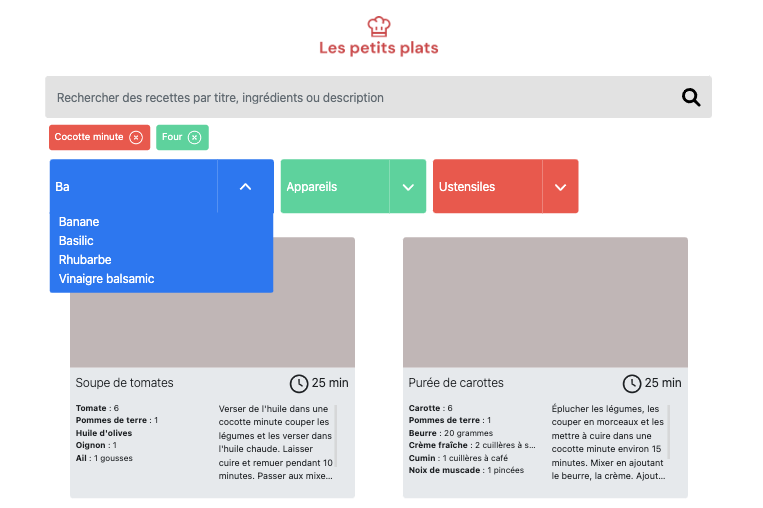 Les petits plats
Rechercher des recettes par titre, ingrédients ou description
Cocotte minute
Four
Ba
Appareils
Ustensiles
Banane
Basilic
Rhubarbe
Vinaigre balsamic
Soupe de tomates
25 min
Tomate : 6
Pommes de terre : 1
Huile d'olives
Oignon : 1
Ail : 1 gousses
Verser de l'huile dans une
cocotte minute couper les
légumes et les verser dans
l'huile chaude. Laisser
cuire et remuer pendant 10
minutes. Passer aux mixe...
Purée de carottes
25 min
Carotte : 6
Pommes de terre : 1
Beurre : 20 grammes
Crème fraîche : 2 cuillères à s...
Cumin : 1 cuillères à café
Noix de muscade : 1 pincées
Éplucher les légumes, les
couper en morceaux et les
mettre à cuire dans une
cocotte minute environ 15
minutes. Mixer en ajoutant
le beurre, la crème. Ajout...